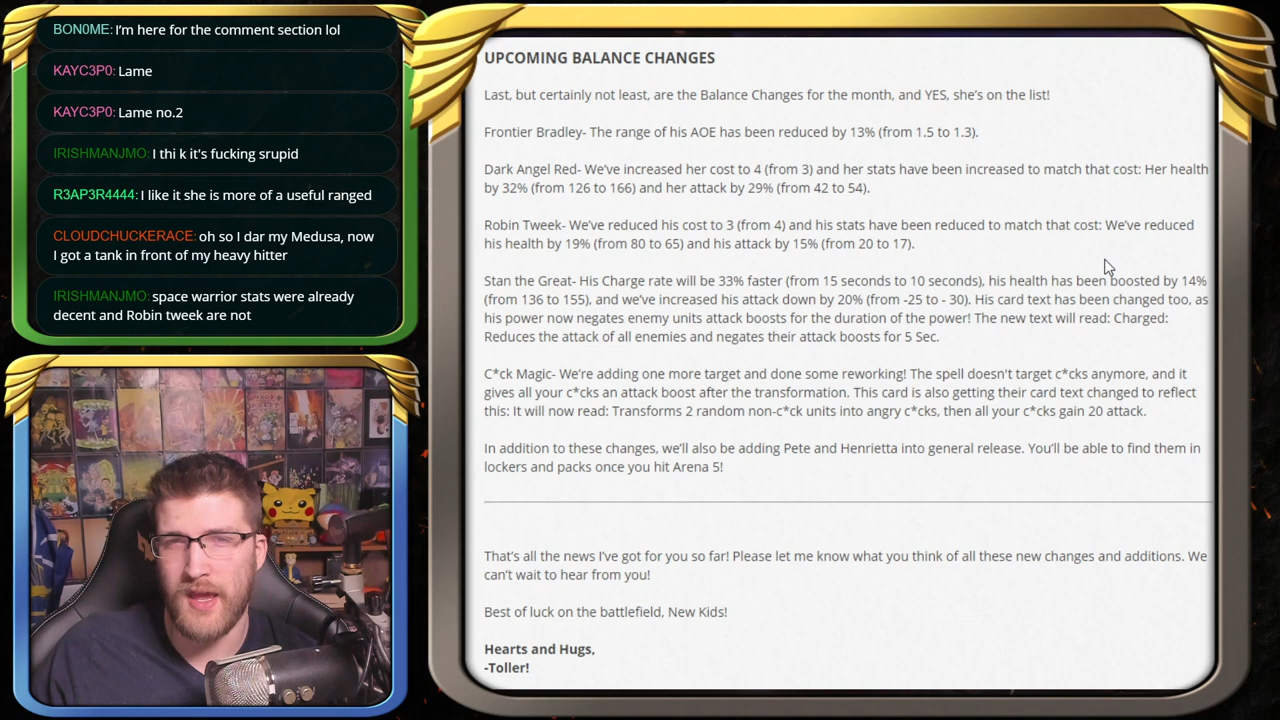 BON0ME: I'm here for the comment section lol
KAYC3P0: Lame
KAYC3P0: Lame no.2
IRISHMANJMO: I thi k it's fucking srupid
R3AP3R4444: I like it she is more of a useful ranged
CLOUDCHUCKERACE: oh so I dar my Medusa, now
I got a tank in front of my heavy hitter
IRISHMANJMO: space warrior stats were already
decent and Robin tweek are not
UPCOMING BALANCE CHANGES
Last, but certainly not least, are the Balance Changes for the month, and YES, she's on the list!
Frontier Bradley- The range of his AOE has been reduced by 13% (from 1.5 to 1.3).
Dark Angel Red- We've increased her cost to 4 (from 3) and her stats have been increased to match that cost: Her health
by 32% (from 126 to 166) and her attack by 29% (from 42 to 54).
Robin Tweek- We've reduced his cost to 3 (from 4) and his stats have been reduced to match that cost: We've reduced
his health by 19% (from 80 to 65) and his attack by 15% (from 20 to 17).
Stan the Great- His Charge rate will be 33% faster (from 15 seconds to 10 seconds), his health has been boosted by 14%
(from 136 to 155), and we've increased his attack down by 20% (from -25 to - 30). His card text has been changed too, as
his power now negates enemy units attack boosts for the duration of the power! The new text will read: Charged:
Reduces the attack of all enemies and negates their attack boosts for 5 Sec.
C*ck Magic- We're adding one more target and done some reworking! The spell doesn't target c*cks anymore, and it
gives all your c*cks an attack boost after the transformation. This card is also getting their card text changed to reflect
this: It will now read: Transforms 2 random non-c*ck units into angry c*cks, then all your c*cks gain 20 attack.
In addition to these changes, we'll also be adding Pete and Henrietta into general release. You'll be able to find them in
lockers and packs once you hit Arena 5!
That's all the news I've got for you so far! Please let me know what you think of all these new changes and additions. We
can't wait to hear from you!
Best of luck on the battlefield, New Kids!
Hearts and Hugs,
-Toller!